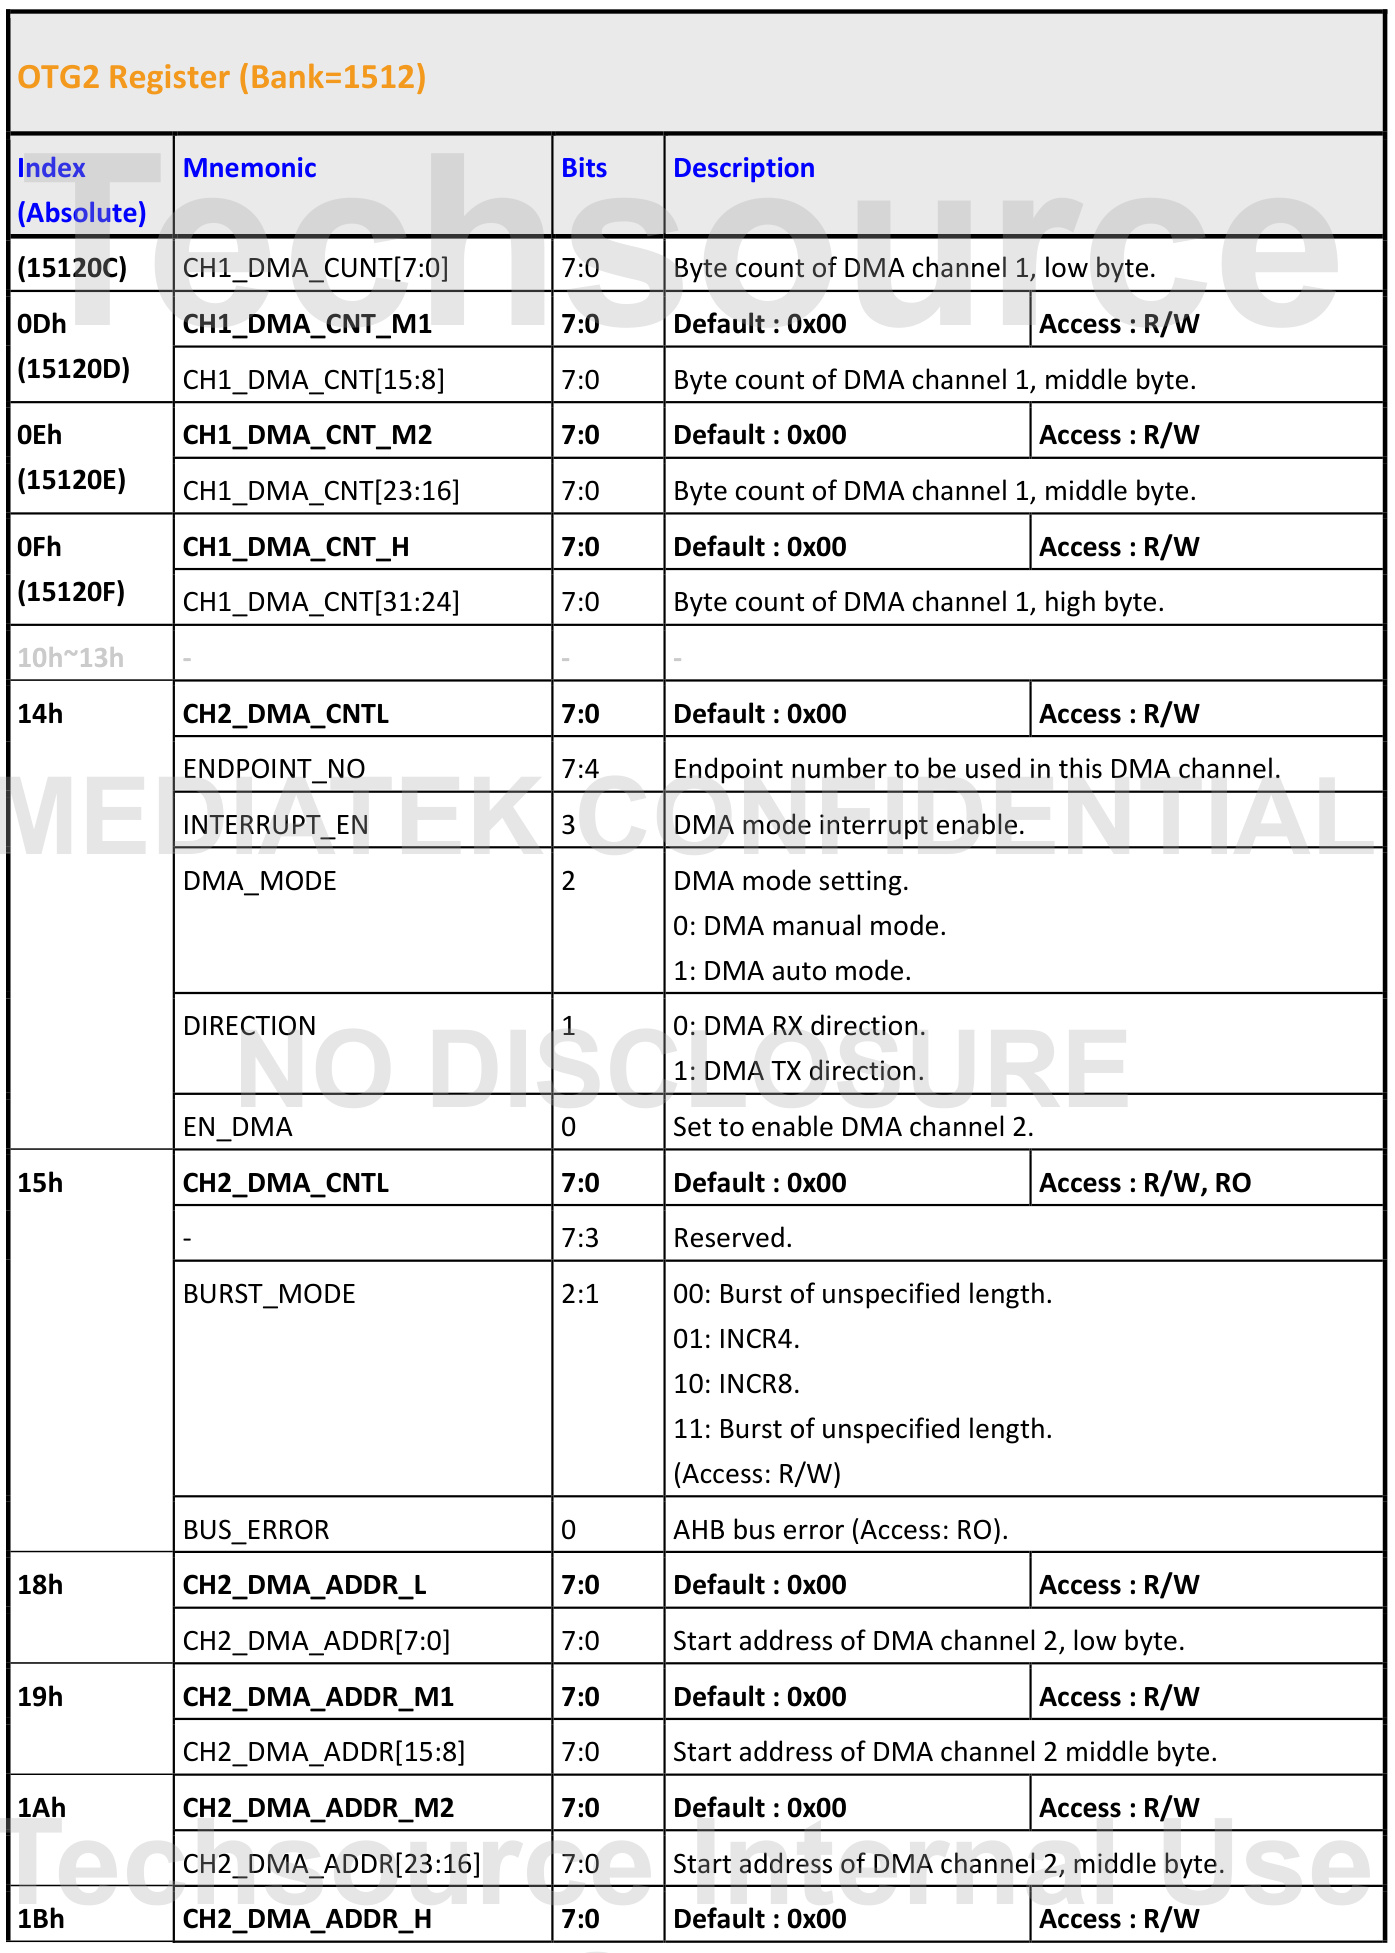 OTG2 Register (Bank=1512)
Index (Absolute) Mnemonic Bits Description
(15120C) CH1_DMA_CUNT[7:0] 7:0 Byte count of DMA channel 1, low byte.
0Dh (15120D) CH1_DMA_CNT_M1 7:0 Default : 0x00 Access : R/W
CH1_DMA_CNT[15:8] 7:0 Byte count of DMA channel 1, middle byte.
0Eh (15120E) CH1_DMA_CNT_M2 7:0 Default : 0x00 Access : R/W
CH1_DMA_CNT[23:16] 7:0 Byte count of DMA channel 1, middle byte.
0Fh (15120F) CH1_DMA_CNT_H 7:0 Default : 0x00 Access : R/W
CH1_DMA_CNT[31:24] 7:0 Byte count of DMA channel 1, high byte.
10h~13h - - -
14h CH2_DMA_CNTL 7:0 Default : 0x00 Access : R/W
ENDPOINT_NO 7:4 Endpoint number to be used in this DMA channel.
INTERRUPT_EN 3 DMA mode interrupt enable.
DMA_MODE 2 DMA mode setting.
0: DMA manual mode.
1: DMA auto mode.
DIRECTION 1 0: DMA RX direction.
1: DMA TX direction.
EN_DMA 0 Set to enable DMA channel 2.
15h CH2_DMA_CNTL 7:0 Default : 0x00 Access : R/W, RO
- 7:3 Reserved.
BURST_MODE 2:1 00: Burst of unspecified length.
01: INCR4.
10: INCR8.
11: Burst of unspecified length.
(Access: R/W)
BUS_ERROR 0 AHB bus error (Access: RO).
18h CH2_DMA_ADDR_L 7:0 Default : 0x00 Access : R/W
CH2_DMA_ADDR[7:0] 7:0 Start address of DMA channel 2, low byte.
19h CH2_DMA_ADDR_M1 7:0 Default : 0x00 Access : R/W
CH2_DMA_ADDR[15:8] 7:0 Start address of DMA channel 2 middle byte.
1Ah CH2_DMA_ADDR_M2 7:0 Default : 0x00 Access : R/W
CH2_DMA_ADDR[23:16] 7:0 Start address of DMA channel 2, middle byte.
1Bh CH2_DMA_ADDR_H 7:0 Default : 0x00 Access : R/W
Techsource
MEDIATEK CONFIDENTIAL
NO DISCLOSURE
Techsource Internal Use